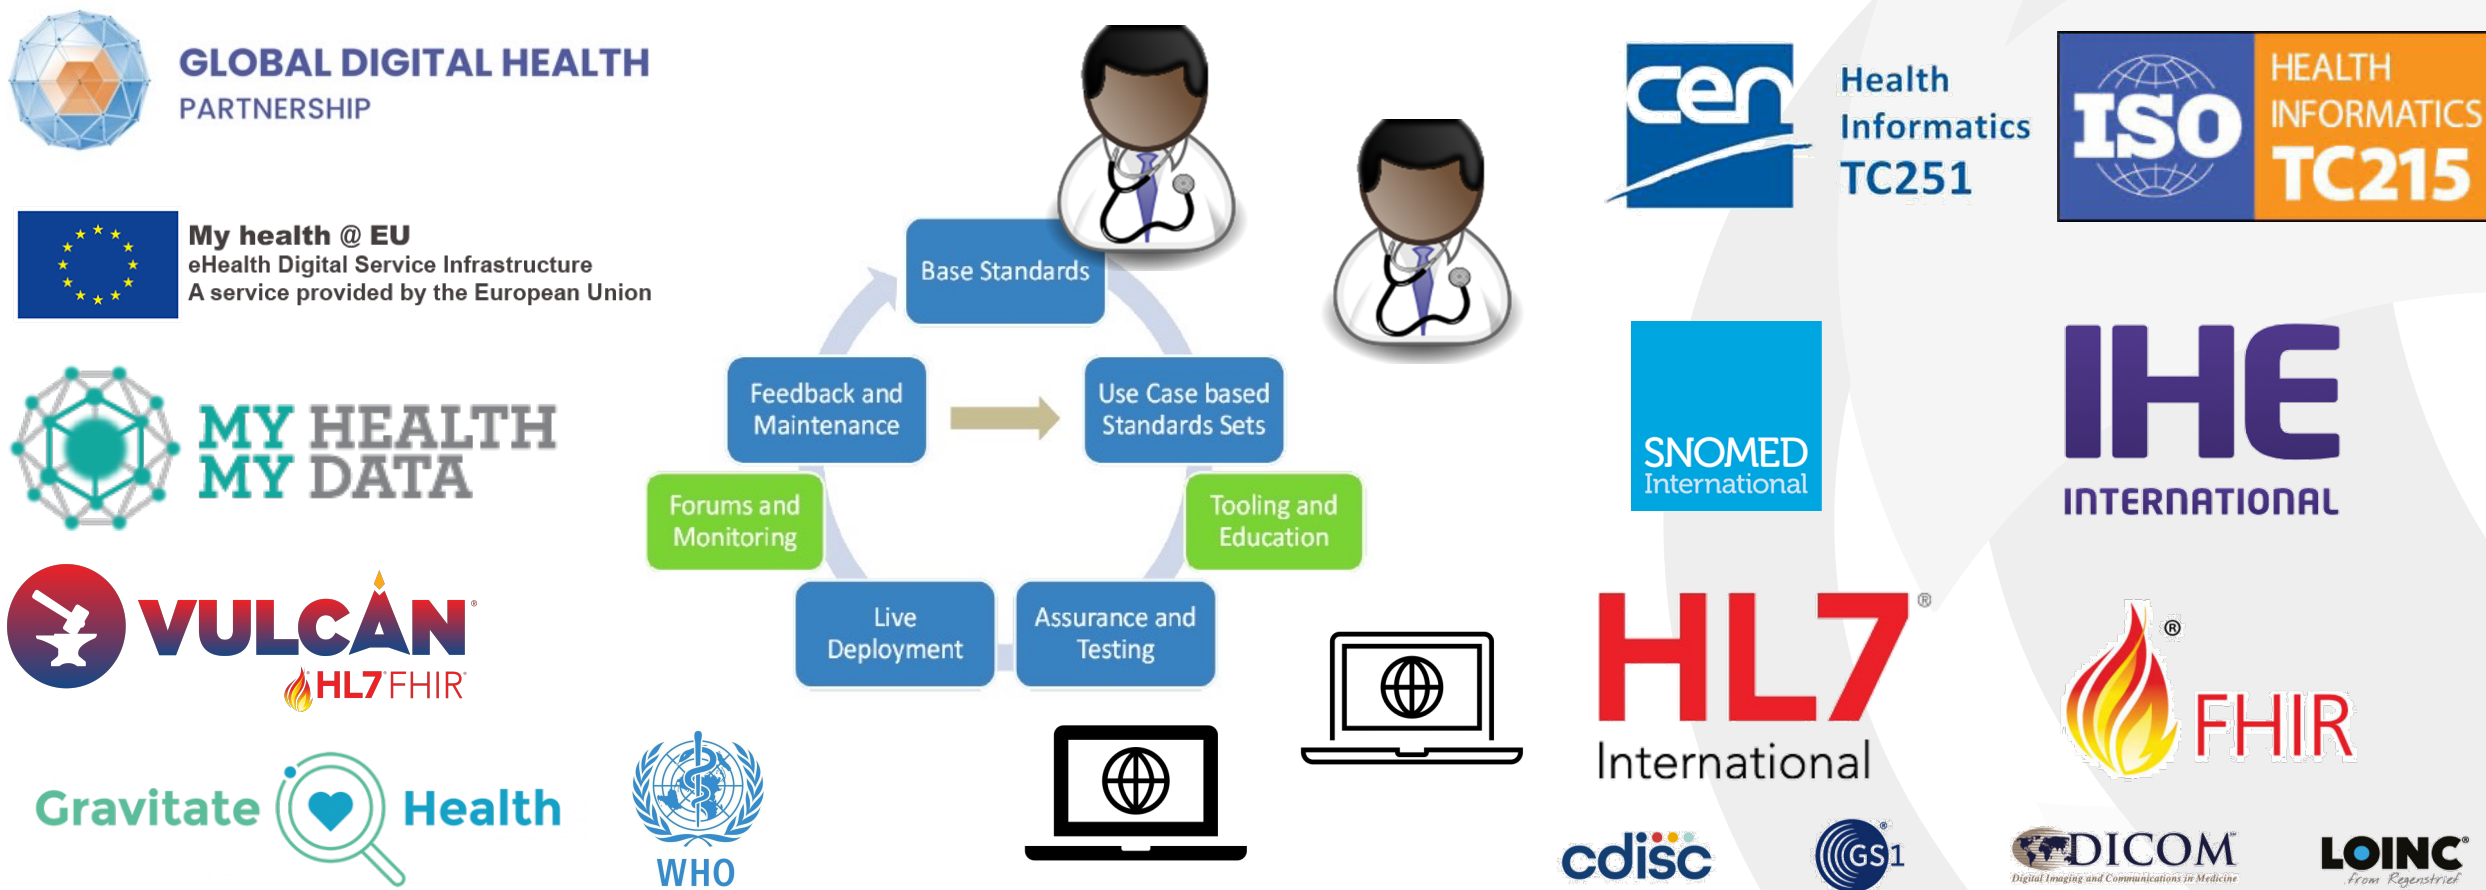 GLOBAL DIGITAL HEALTH
PARTNERSHIP
My health @ EU
eHealth Digital Service Infrastructure
A service provided by the European Union
MY HEALTH
MY DATA
VULCAN
HL7 FHIR
Gravitate Health
WHO
Base Standards
Feedback and
Maintenance
Use Case based
Standards Sets
Forums and
Monitoring
Tooling and
Education
Live
Deployment
Assurance and
Testing
cen
Health
Informatics
TC251
ISO
HEALTH
INFORMATICS
TC215
SNOMED
International
IHE
INTERNATIONAL
HL7®
International
® FHIR
cdisc
GS1®
DICOM
Digital Imaging and Communications in Medicine
LOINC®
from Regenstrief